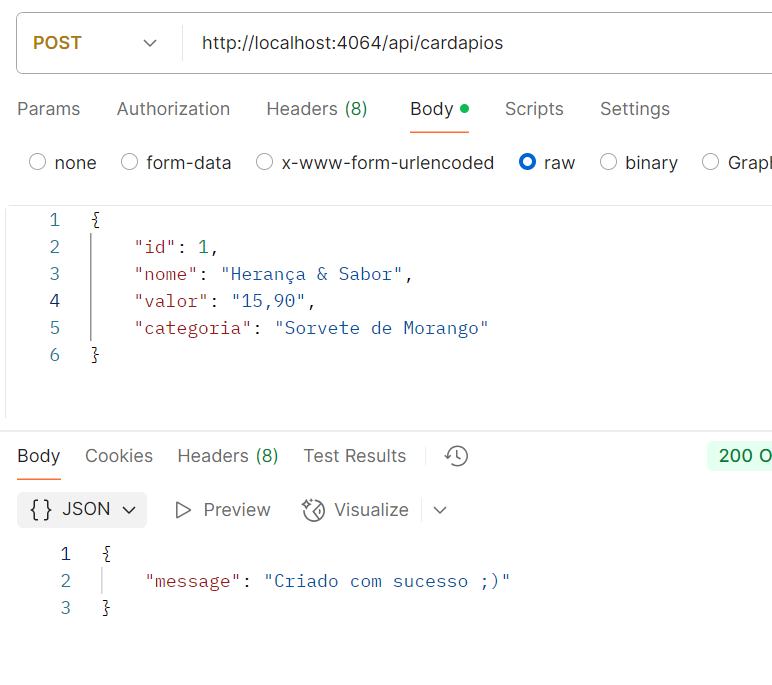 POST http://localhost:4064/api/cardapios
Params Authorization Headers (8) Body Scripts Settings
none form-data x-www-form-urlencoded raw binary Graph
1 {
2 "id": 1,
3 "nome": "Herança & Sabor",
4 "valor": "15,90",
5 "categoria": "Sorvete de Morango"
6 }
Body Cookies Headers (8) Test Results 200 O
{} JSON Preview Visualize
1 {
2 "message": "Criado com sucesso ;)"
3 }